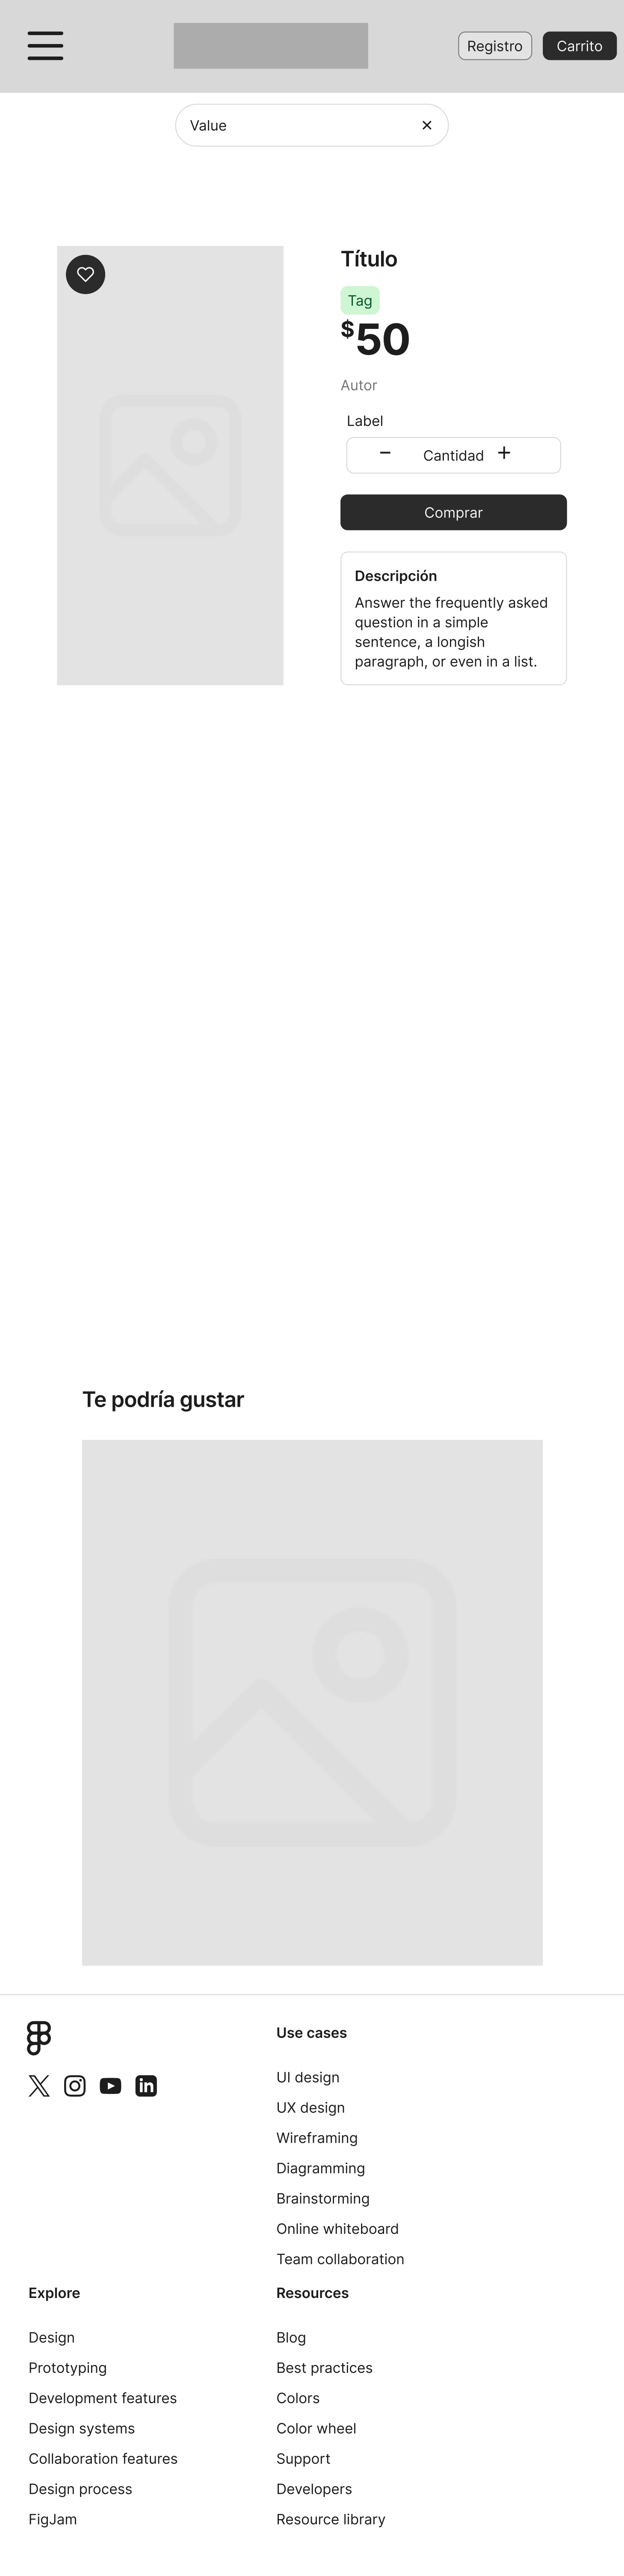 Registro
Carrito
Value
Título
Tag
$50
Autor
Label
Cantidad
Comprar
Descripción
Answer the frequently asked
question in a simple
sentence, a longish
paragraph, or even in a list.
Te podría gustar
Use cases
UI design
UX design
Wireframing
Diagramming
Brainstorming
Online whiteboard
Team collaboration
Explore
Design
Prototyping
Development features
Design systems
Collaboration features
Design process
FigJam
Resources
Blog
Best practices
Colors
Color wheel
Support
Developers
Resource library